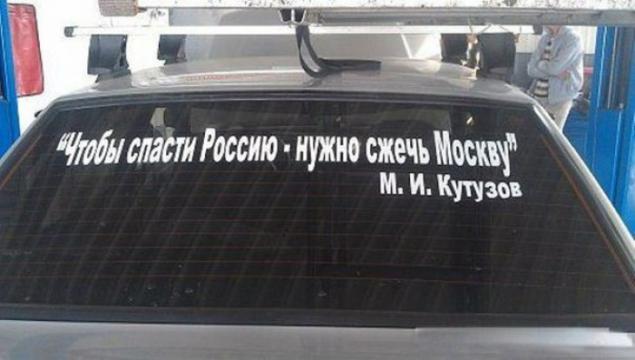 "Чтобы спасти Россию - нужно сжечь Москву"
М. И. Кутузов